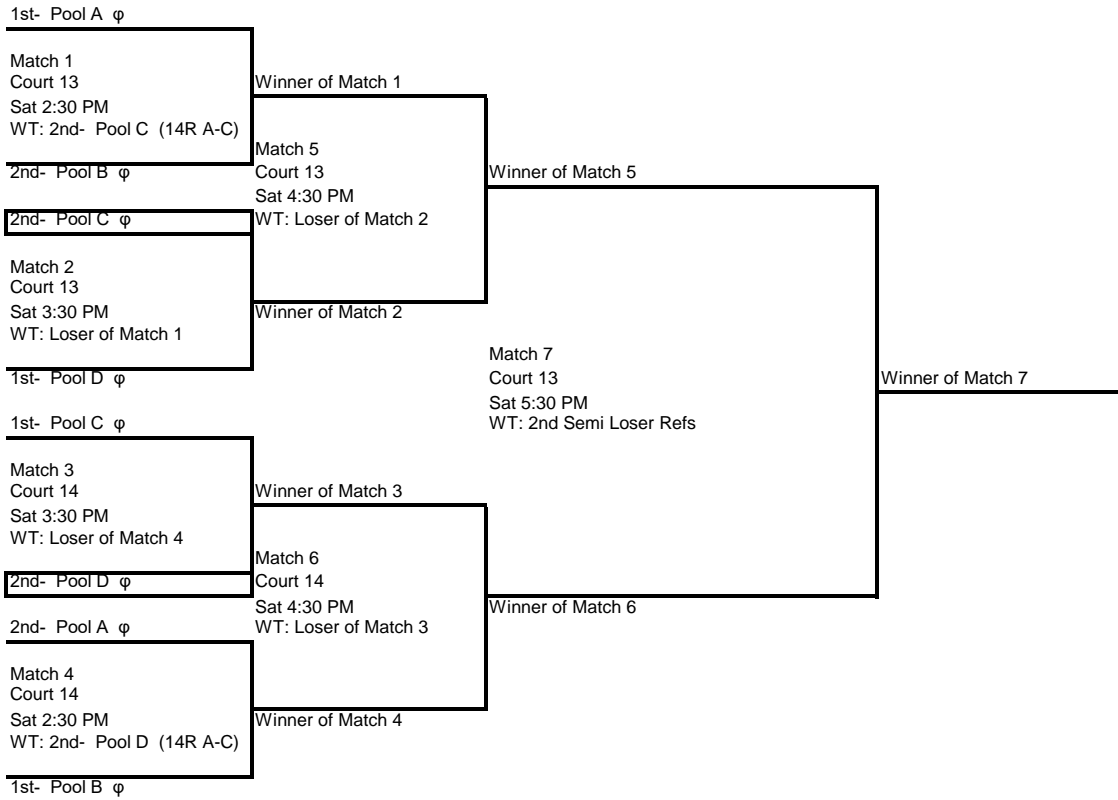 1st- Pool A φ
Match 1
Court 13
Sat 2:30 PM
WT: 2nd- Pool C (14R A-C)
2nd- Pool B φ
2nd- Pool C φ
Match 2
Court 13
Sat 3:30 PM
WT: Loser of Match 1
1st- Pool D φ
1st- Pool C φ
Match 3
Court 14
Sat 3:30 PM
WT: Loser of Match 4
2nd- Pool D φ
2nd- Pool A φ
Match 4
Court 14
Sat 2:30 PM
WT: 2nd- Pool D (14R A-C)
1st- Pool B φ
Winner of Match 1
Match 5
Court 13
Sat 4:30 PM
WT: Loser of Match 2
Winner of Match 2
Winner of Match 3
Match 6
Court 14
Sat 4:30 PM
WT: Loser of Match 3
Winner of Match 4
Winner of Match 5
Match 7
Court 13
Sat 5:30 PM
WT: 2nd Semi Loser Refs
Winner of Match 6
Winner of Match 7